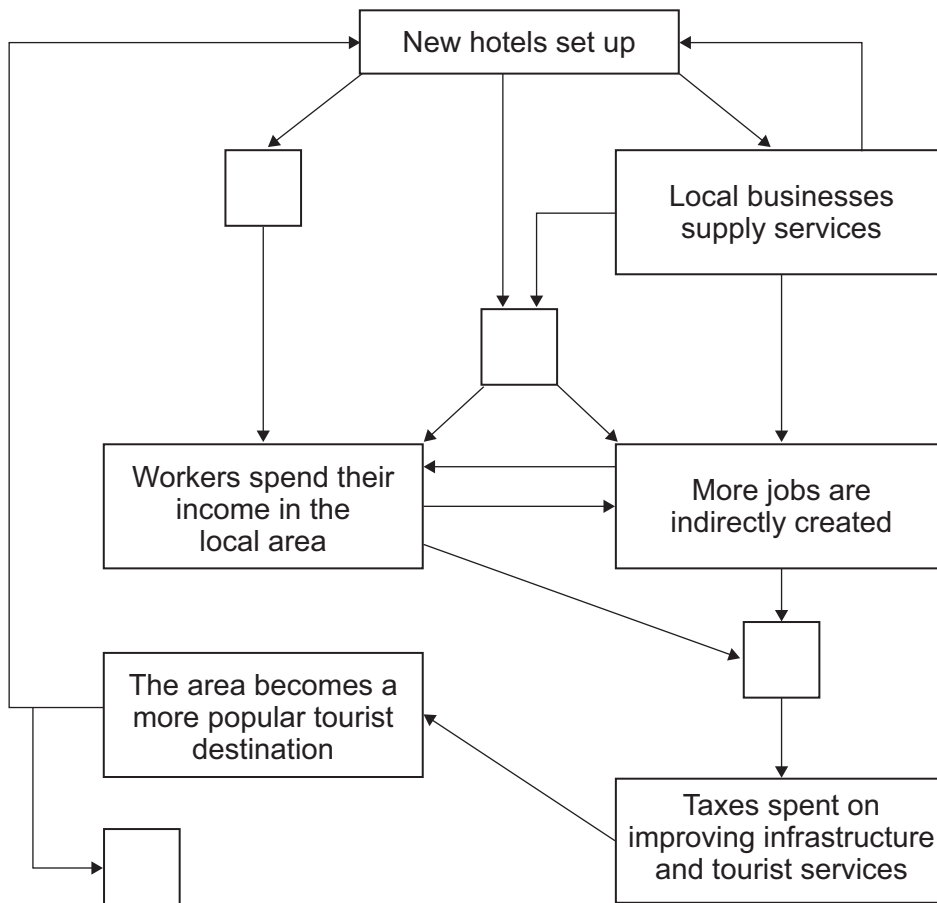 New hotels set up
Local businesses
supply services
Workers spend their
income in the
local area
More jobs are
indirectly created
The area becomes a
more popular tourist
destination
Taxes spent on
improving infrastructure
and tourist services